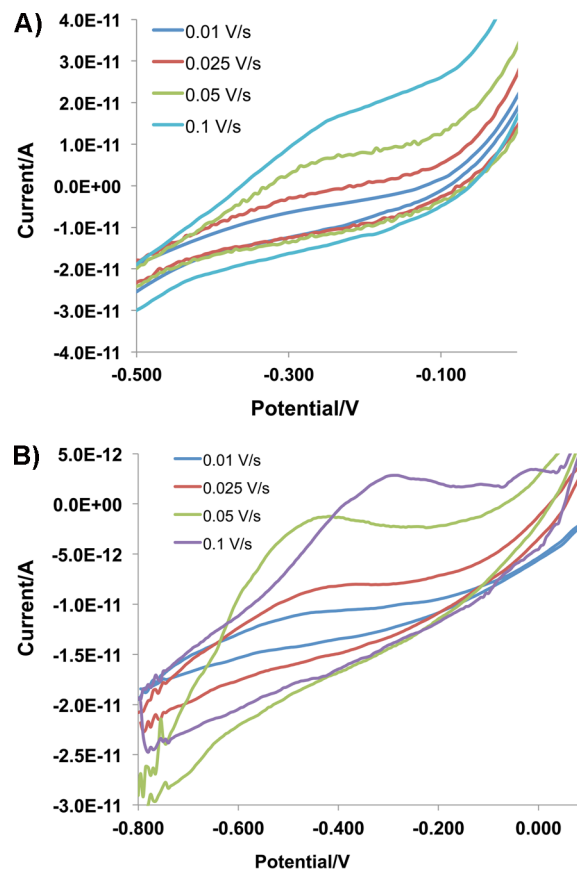 A)
4.0E-11
3.0E-11
2.0E-11
1.0E-11
0.0E+00
-1.0E-11
-2.0E-11
-3.0E-11
-4.0E-11
Current/A
0.01 V/s
0.025 V/s
0.05 V/s
0.1 V/s
-0.500
-0.300
-0.100
Potential/V
B)
5.0E-12
0.0E+00
-5.0E-12
-1.0E-11
-1.5E-11
-2.0E-11
-2.5E-11
-3.0E-11
Current/A
0.01 V/s
0.025 V/s
0.05 V/s
0.1 V/s
-0.800
-0.600
-0.400
-0.200
0.000
Potential/V